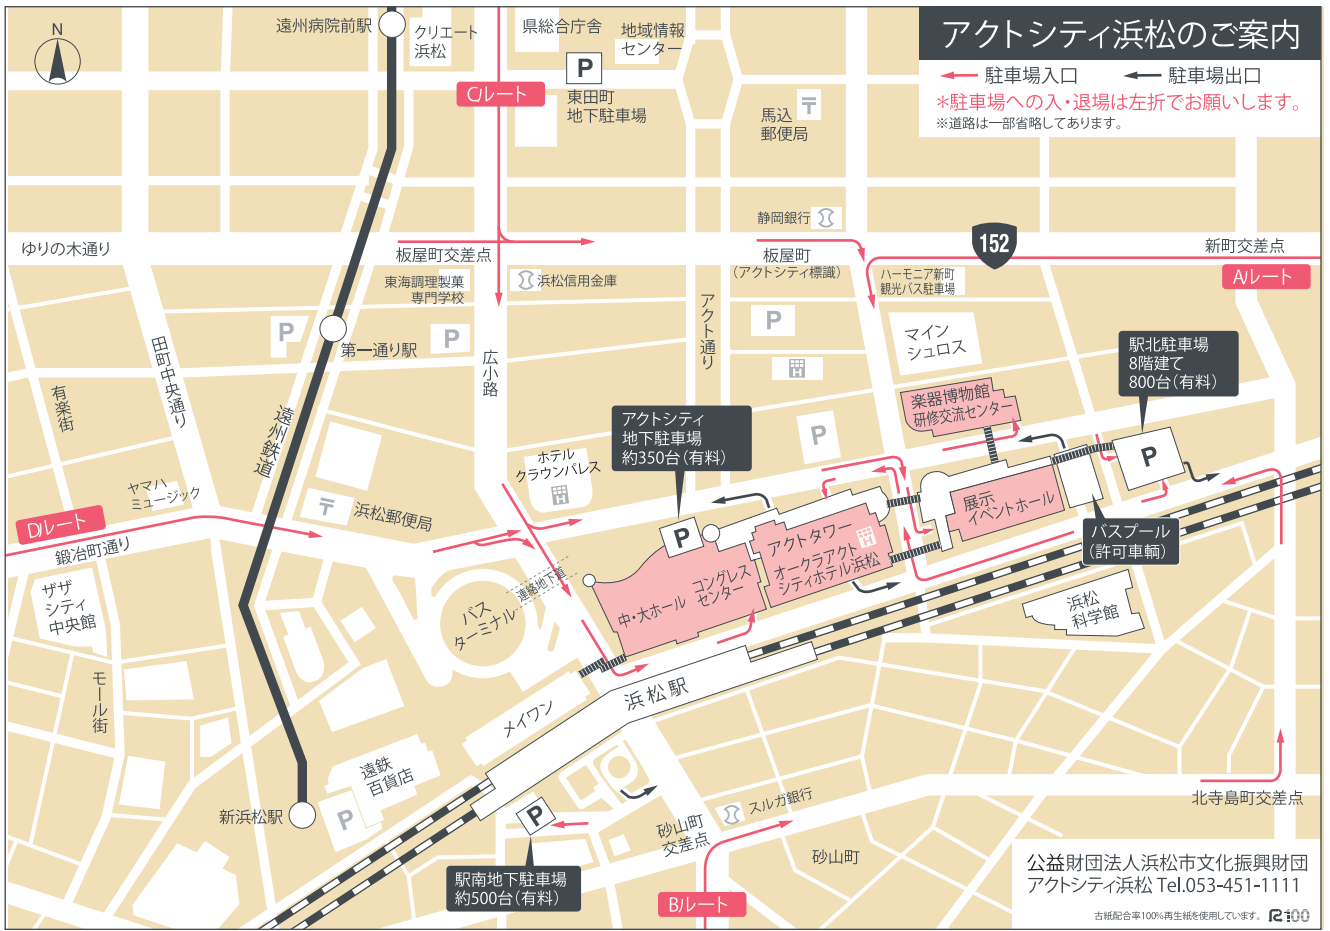 アクトシティ浜松のご案内
駐車場入口
駐車場出口
*駐車場への入・退場は左折でお願いします。
※道路は一部省略してあります。
N
遠州病院前駅
クリエート
浜松
県総合庁舎
地域情報
センター
Cルート
P
東田町
地下駐車場
馬込
郵便局
静岡銀行
152
ゆりの木通り
板屋町交差点
板屋町
(アクトシティ標識)
新町交差点
Aルート
東海調理製菓
専門学校
浜松信用金庫
ハーモニア新町
観光バス駐車場
アクト通り
P
P
P
第一通り駅
広小路
マイン
シュロス
駅北駐車場
8階建て
800台(有料)
H
田町中央通り
有楽街
遠州鉄道
楽器博物館
研修交流センター
アクトシティ
地下駐車場
約350台(有料)
P
P
ホテル
クラウンパレス
H
ヤマハ
ミュージック
浜松郵便局
Dルート
鍛冶町通り
展示
イベントホール
バスプール
(許可車輌)
P
アクトタワー
オークラアクト
シティホテル浜松
H
コングレス
センター
中・大ホール
連絡地下道
バス
ターミナル
ザザ
シティ
中央館
浜松
科学館
モール街
浜松駅
メイワン
遠鉄
百貨店
新浜松駅
P
P
スルガ銀行
砂山町
交差点
北寺島町交差点
砂山町
駅南地下駐車場
約500台(有料)
Bルート
公益財団法人浜松市文化振興財団
アクトシティ浜松 Tel.053-451-1111
古紙配合率100%再生紙を使用しています。 R100